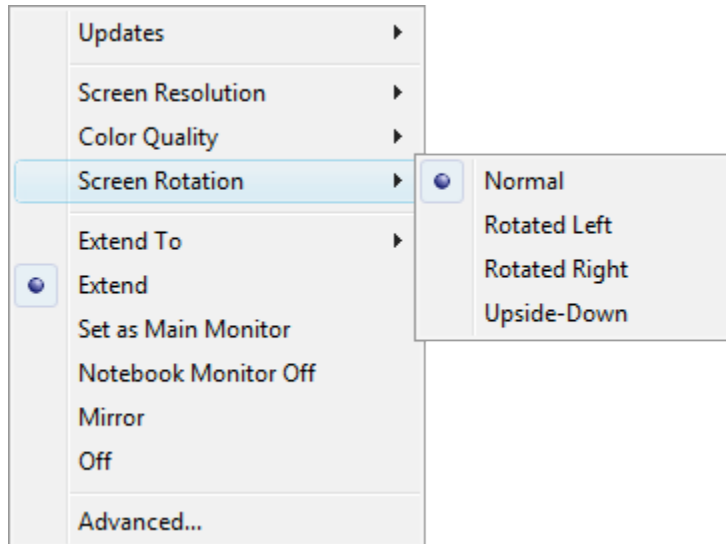 Updates
Screen Resolution
Color Quality
Screen Rotation
Normal
Rotated Left
Rotated Right
Upside-Down
Extend To
Extend
Set as Main Monitor
Notebook Monitor Off
Mirror
Off
Advanced...